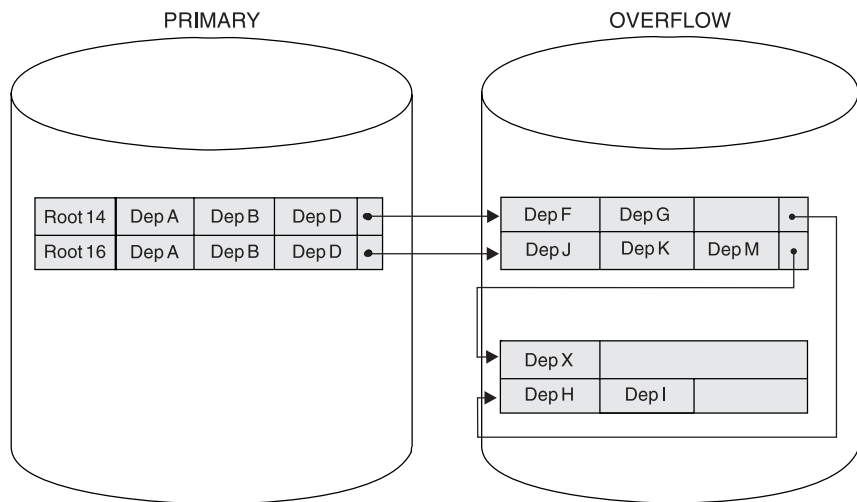 PRIMARY
OVERFLOW
Root 14 Dep A Dep B Dep D
Root 16 Dep A Dep B Dep D
Dep F Dep G
Dep J Dep K Dep M
Dep X
Dep H Dep I